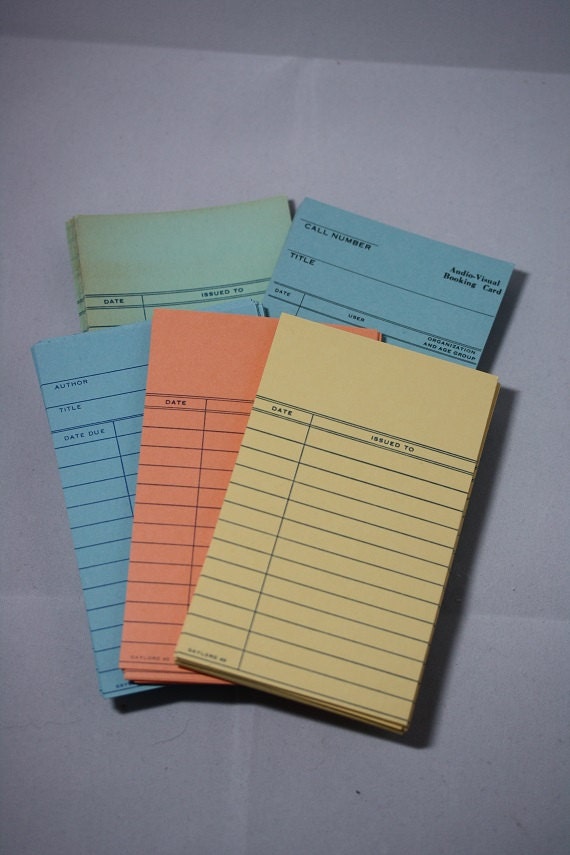 CALL NUMBER
TITLE
Audio-Visual
Booking Card
DATE
USER
ORGANIZATION
AND AGE GROUP
DATE
ISSUED TO
AUTHOR
TITLE
DATE DUE
DATE
DATE
ISSUED TO
GAYLORD 40